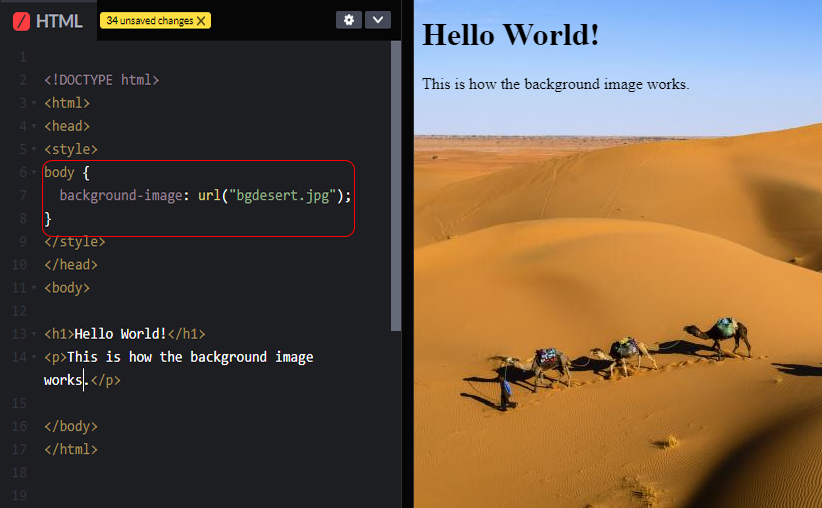 HTML
34 unsaved changes X
1
2 <!DOCTYPE html>
3 <html>
4 <head>
5 <style>
6 body {
7 background-image: url("bgdesert.jpg");
8 }
9 </style>
10 </head>
11 <body>
12
13 <h1>Hello World!</h1>
14 <p>This is how the background image
works.</p>
15
16 </body>
17 </html>
18
19
Hello World!
This is how the background image works.